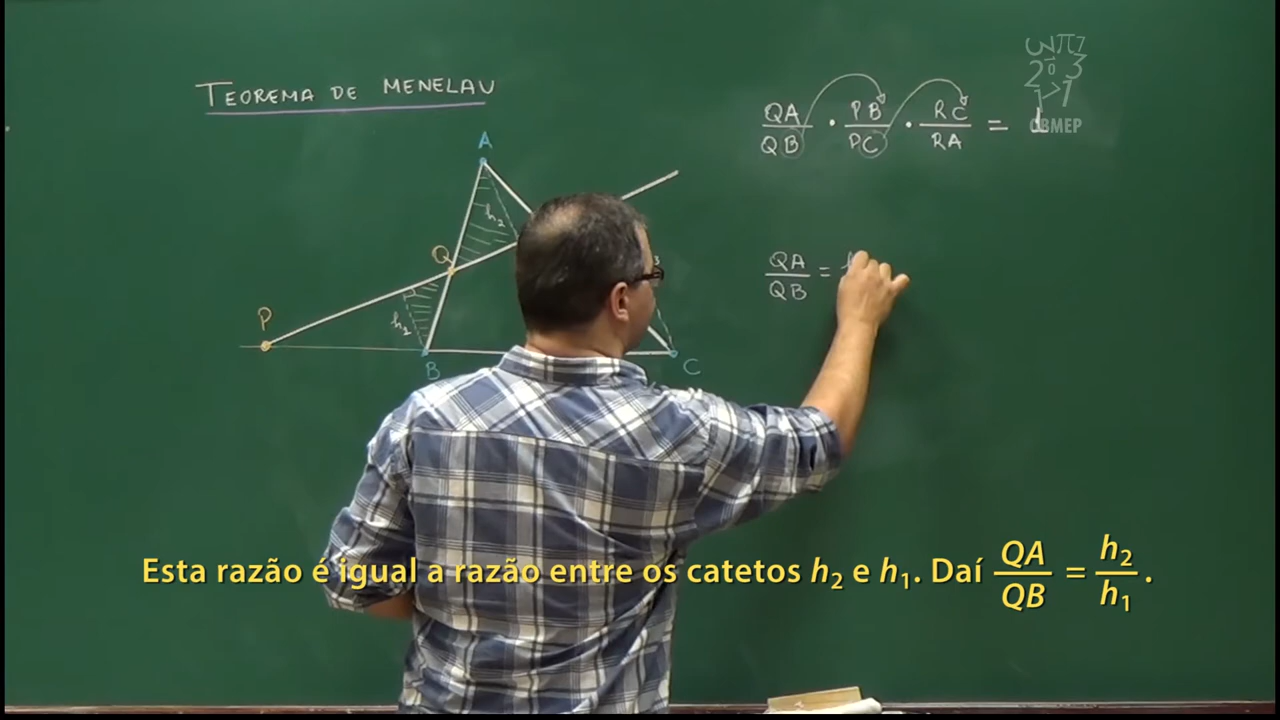 TEOREMA DE MENELAU
QA/QB · PB/PC · RC/RA = 1
OBMEP
A
h₂
QA/QB =
Q
P
h₂
B
C
Esta razão é igual a razão entre os catetos h₂ e h₁. Daí QA/QB = h₂/h₁.